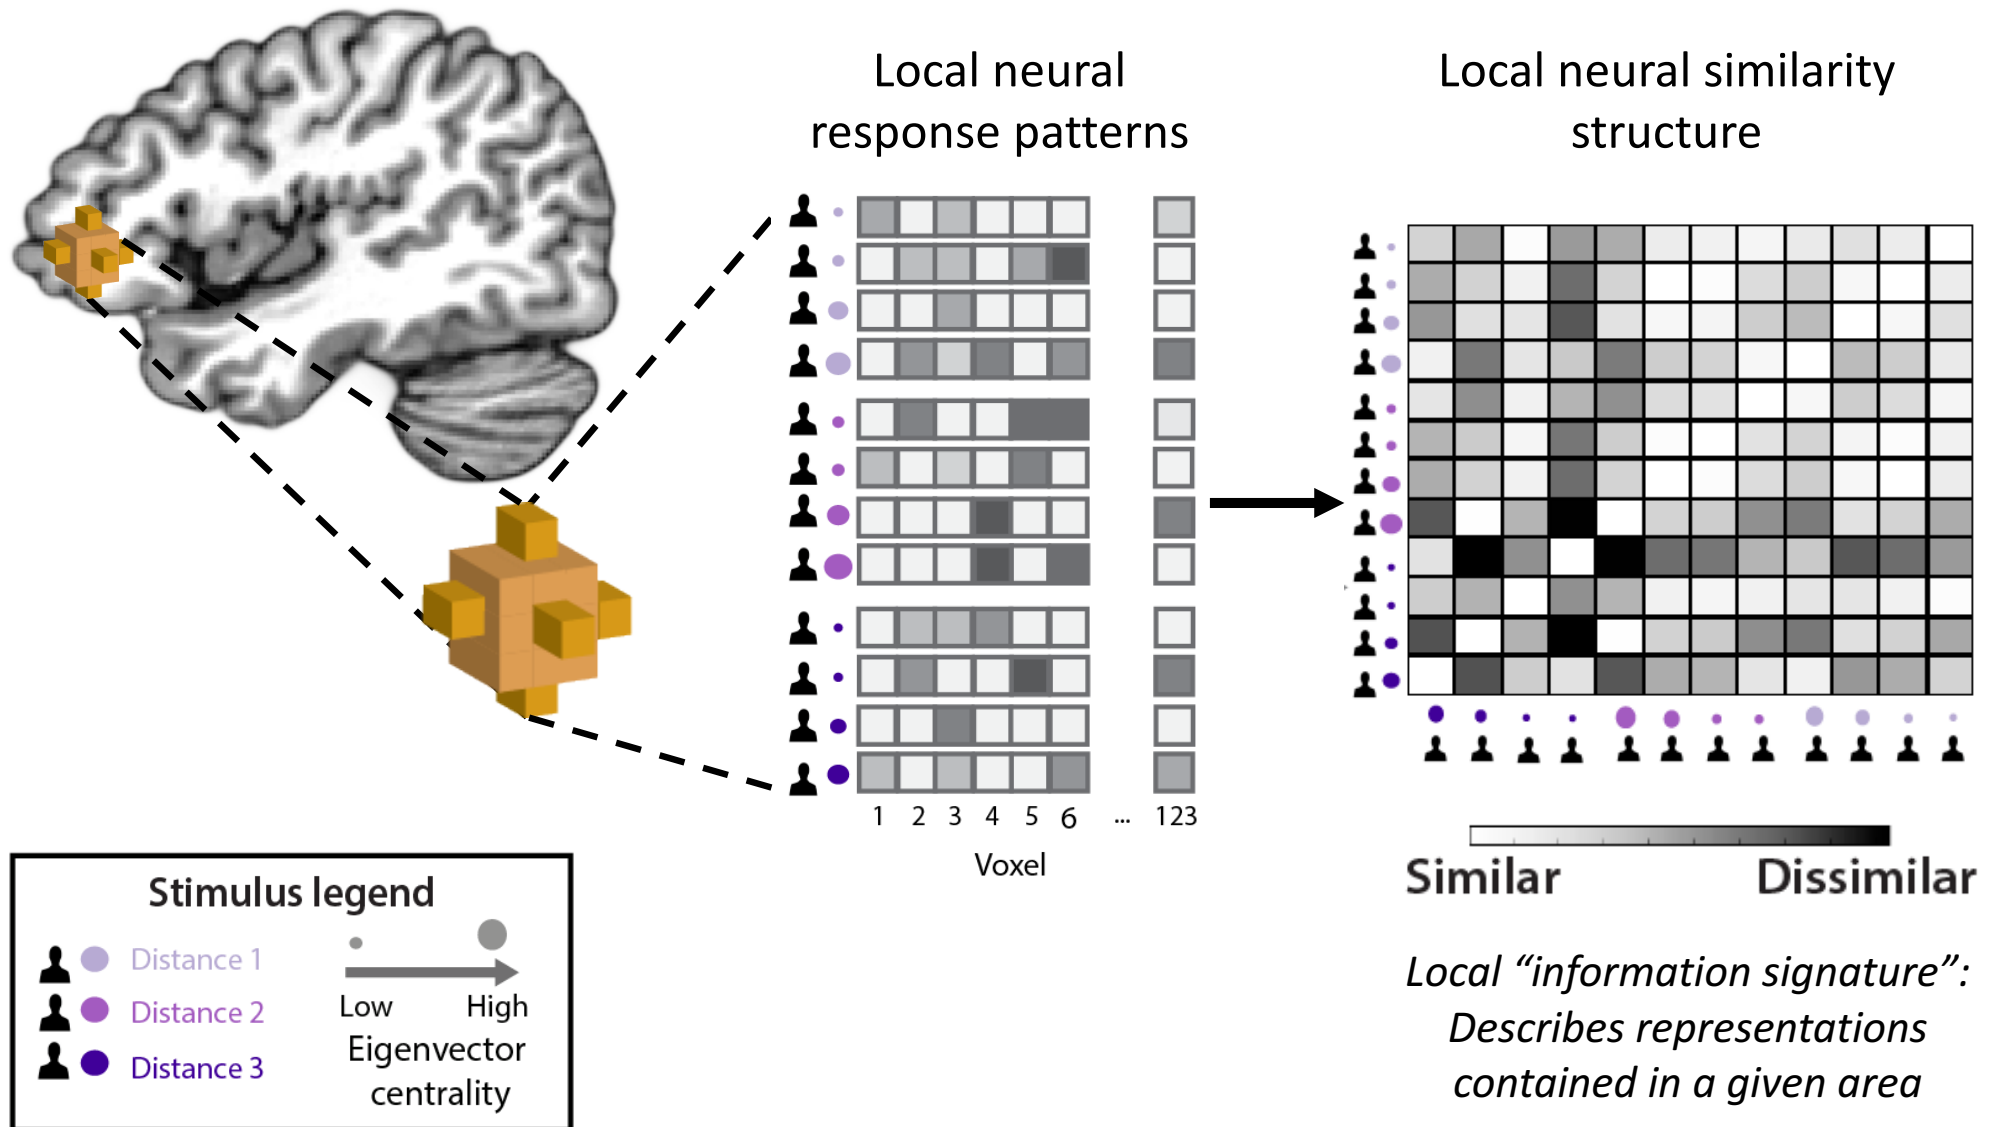 Local neural
response patterns
1 2 3 4 5 6 ... 123
Voxel
Local neural similarity
structure
Similar Dissimilar
Local “information signature”:
Describes representations
contained in a given area
Stimulus legend
Distance 1
Distance 2
Distance 3
Low High
Eigenvector
centrality